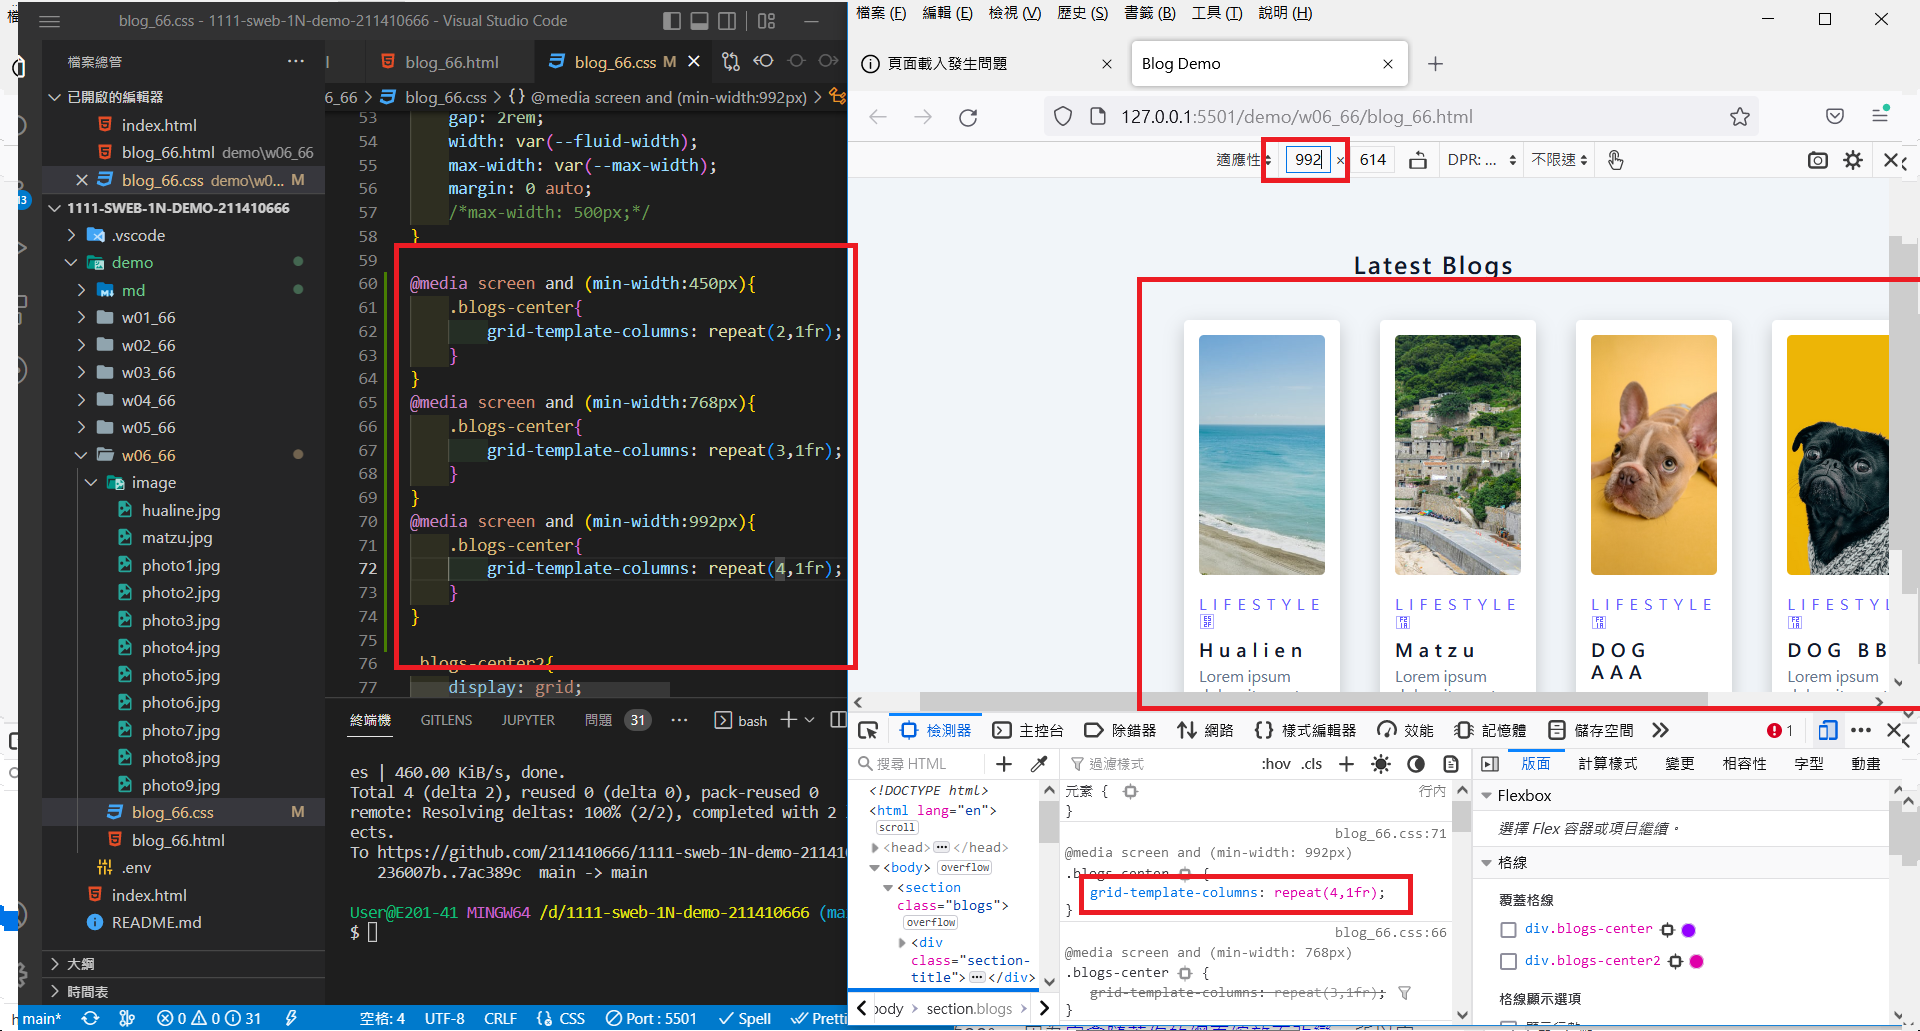 blog_66.css - 1111-sweb-1N-demo-211410666 - Visual Studio Code
檔案總管
已開啟的編輯器
index.html
blog_66.html demo\w06_66
blog_66.css demo\w0... M
1111-SWEB-1N-DEMO-211410666
.vscode
demo
md
w01_66
w02_66
w03_66
w04_66
w05_66
w06_66
image
hualine.jpg
matzu.jpg
photo1.jpg
photo2.jpg
photo3.jpg
photo4.jpg
photo5.jpg
photo6.jpg
photo7.jpg
photo8.jpg
photo9.jpg
blog_66.css M
blog_66.html
.env
index.html
README.md
大綱
時間表
blog_66.html
blog_66.css M
6_66 > blog_66.css > {} @media screen and (min-width:992px) >
53 gap: 2rem;
54 width: var(--fluid-width);
55 max-width: var(--max-width);
56 margin: 0 auto;
57 /*max-width: 500px;*/
58 }
59
60 @media screen and (min-width:450px){
61 .blogs-center{
62 grid-template-columns: repeat(2,1fr);
63 }
64 }
65 @media screen and (min-width:768px){
66 .blogs-center{
67 grid-template-columns: repeat(3,1fr);
68 }
69 }
70 @media screen and (min-width:992px){
71 .blogs-center{
72 grid-template-columns: repeat(4,1fr);
73 }
74 }
75
76 .blogs-center2{
77 display: grid;
終端機 GITLENS JUPYTER 問題 31 ... bash
es | 460.00 KiB/s, done.
Total 4 (delta 2), reused 0 (delta 0), pack-reused 0
remote: Resolving deltas: 100% (2/2), completed with 2
ects.
To https://github.com/211410666/1111-sweb-1N-demo-21141
236007b..7ac389c main -> main
User@E201-41 MINGW64 /d/1111-sweb-1N-demo-211410666 (ma
$
main* 0 0 31 空格: 4 UTF-8 CRLF {} CSS Port : 5501 Spell Pretti
檔案 (F) 編輯 (E) 檢視 (V) 歷史 (S) 書籤 (B) 工具 (T) 說明 (H)
頁面載入發生問題
Blog Demo
127.0.0.1:5501/demo/w06_66/blog_66.html
適應性 992 × 614 DPR: ... 不限速
Latest Blogs
LIFESTYLE LIFESTYLE LIFESTYLE LIFESTYL
Hualien Matzu DOG AAA DOG BB
Lorem ipsum Lorem ipsum Lorem ipsum
檢測器 主控台 除錯器 網路 樣式編輯器 效能 記憶體 儲存空間 1
搜尋 HTML
<!DOCTYPE html>
<html lang="en">
scroll
<head> ... </head>
<body> overflow
<section
class="blogs">
overflow
<div
class="section-
title"> ... </div>
body > section.blogs
過濾樣式 :hov .cls
元素 { 行內
}
blog_66.css:71
@media screen and (min-width: 992px)
.blogs-center {
grid-template-columns: repeat(4,1fr);
}
blog_66.css:66
@media screen and (min-width: 768px)
.blogs-center {
grid-template-columns: repeat(3,1fr);
}
版面 計算樣式 變更 相容性 字型 動畫
Flexbox
選擇 Flex 容器或項目繼續。
格線
覆蓋格線
div.blogs-center
div.blogs-center2
格線顯示選項